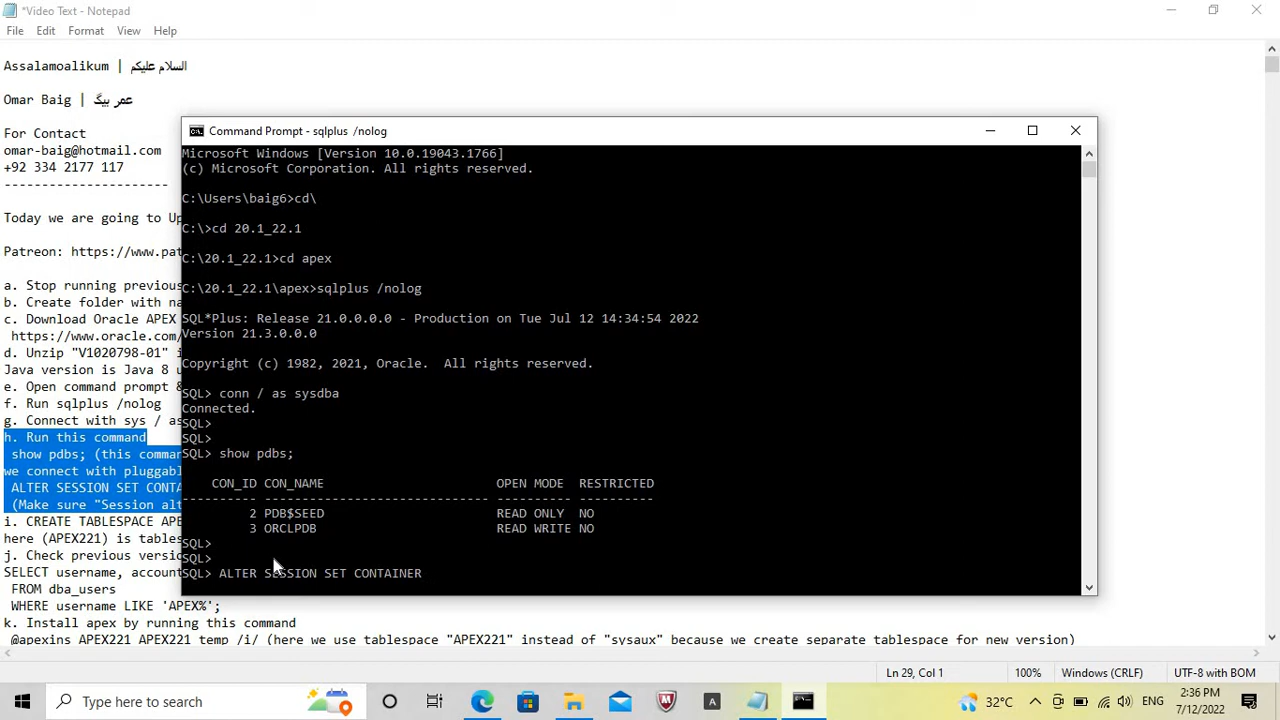 *Video Text - Notepad
File Edit Format View Help
Assalamoalikum | السلام علیکم
Omar Baig | عمر بیگ
For Contact
omar-baig@hotmail.com
+92 334 2177 117
----------------------
Today we are going to Up
Patreon: https://www.pat
a. Stop running previous
b. Create folder with na
c. Download Oracle APEX
https://www.oracle.com/
d. Unzip "V1020798-01" i
Java version is Java 8 u
e. Open command prompt &
f. Run sqlplus /nolog
g. Connect with sys / as
h. Run this command
show pdbs; (this comman
we connect with pluggabl
ALTER SESSION SET CONTA
(Make sure "Session alt
i. CREATE TABLESPACE APE
here (APEX221) is tables
j. Check previous versio
SELECT username, account
FROM dba_users
WHERE username LIKE 'APEX%';
k. Install apex by running this command
@apexins APEX221 APEX221 temp /i/ (here we use tablespace "APEX221" instead of "sysaux" because we create separate tablespace for new version)
Command Prompt - sqlplus /nolog
Microsoft Windows [Version 10.0.19043.1766]
(c) Microsoft Corporation. All rights reserved.
C:\Users\baig6>cd\
C:\>cd 20.1_22.1
C:\20.1_22.1>cd apex
C:\20.1_22.1\apex>sqlplus /nolog
SQL*Plus: Release 21.0.0.0.0 - Production on Tue Jul 12 14:34:54 2022
Version 21.3.0.0.0
Copyright (c) 1982, 2021, Oracle.  All rights reserved.
SQL> conn / as sysdba
Connected.
SQL>
SQL>
SQL> show pdbs;
CON_ID CON_NAME OPEN MODE RESTRICTED
---------- ------------------------------ ---------- ----------
2 PDB$SEED READ ONLY NO
3 ORCLPDB READ WRITE NO
SQL>
SQL>
SQL> ALTER SESSION SET CONTAINER
Ln 29, Col 1 100% Windows (CRLF) UTF-8 with BOM
Type here to search
A
32°C
ENG
2:36 PM
7/12/2022